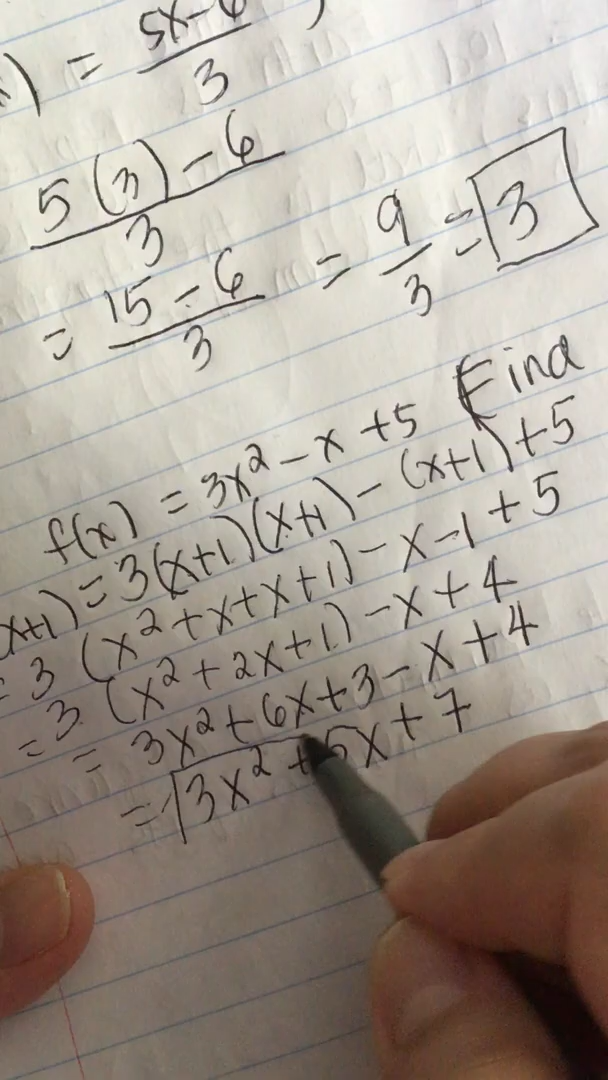 ) = 5x-6 / 3
5(3) - 6 / 3
= 15 - 6 / 3 = 9/3 = 3
f(x) = 3x² - x + 5 Find
x+1) = 3(x+1)(x+1) - (x+1) + 5
= 3 (x² + x + x + 1) - x - 1 + 5
= 3 (x² + 2x + 1) - x + 4
= 3x² + 6x + 3 - x + 4
= 3x² + 5x + 7